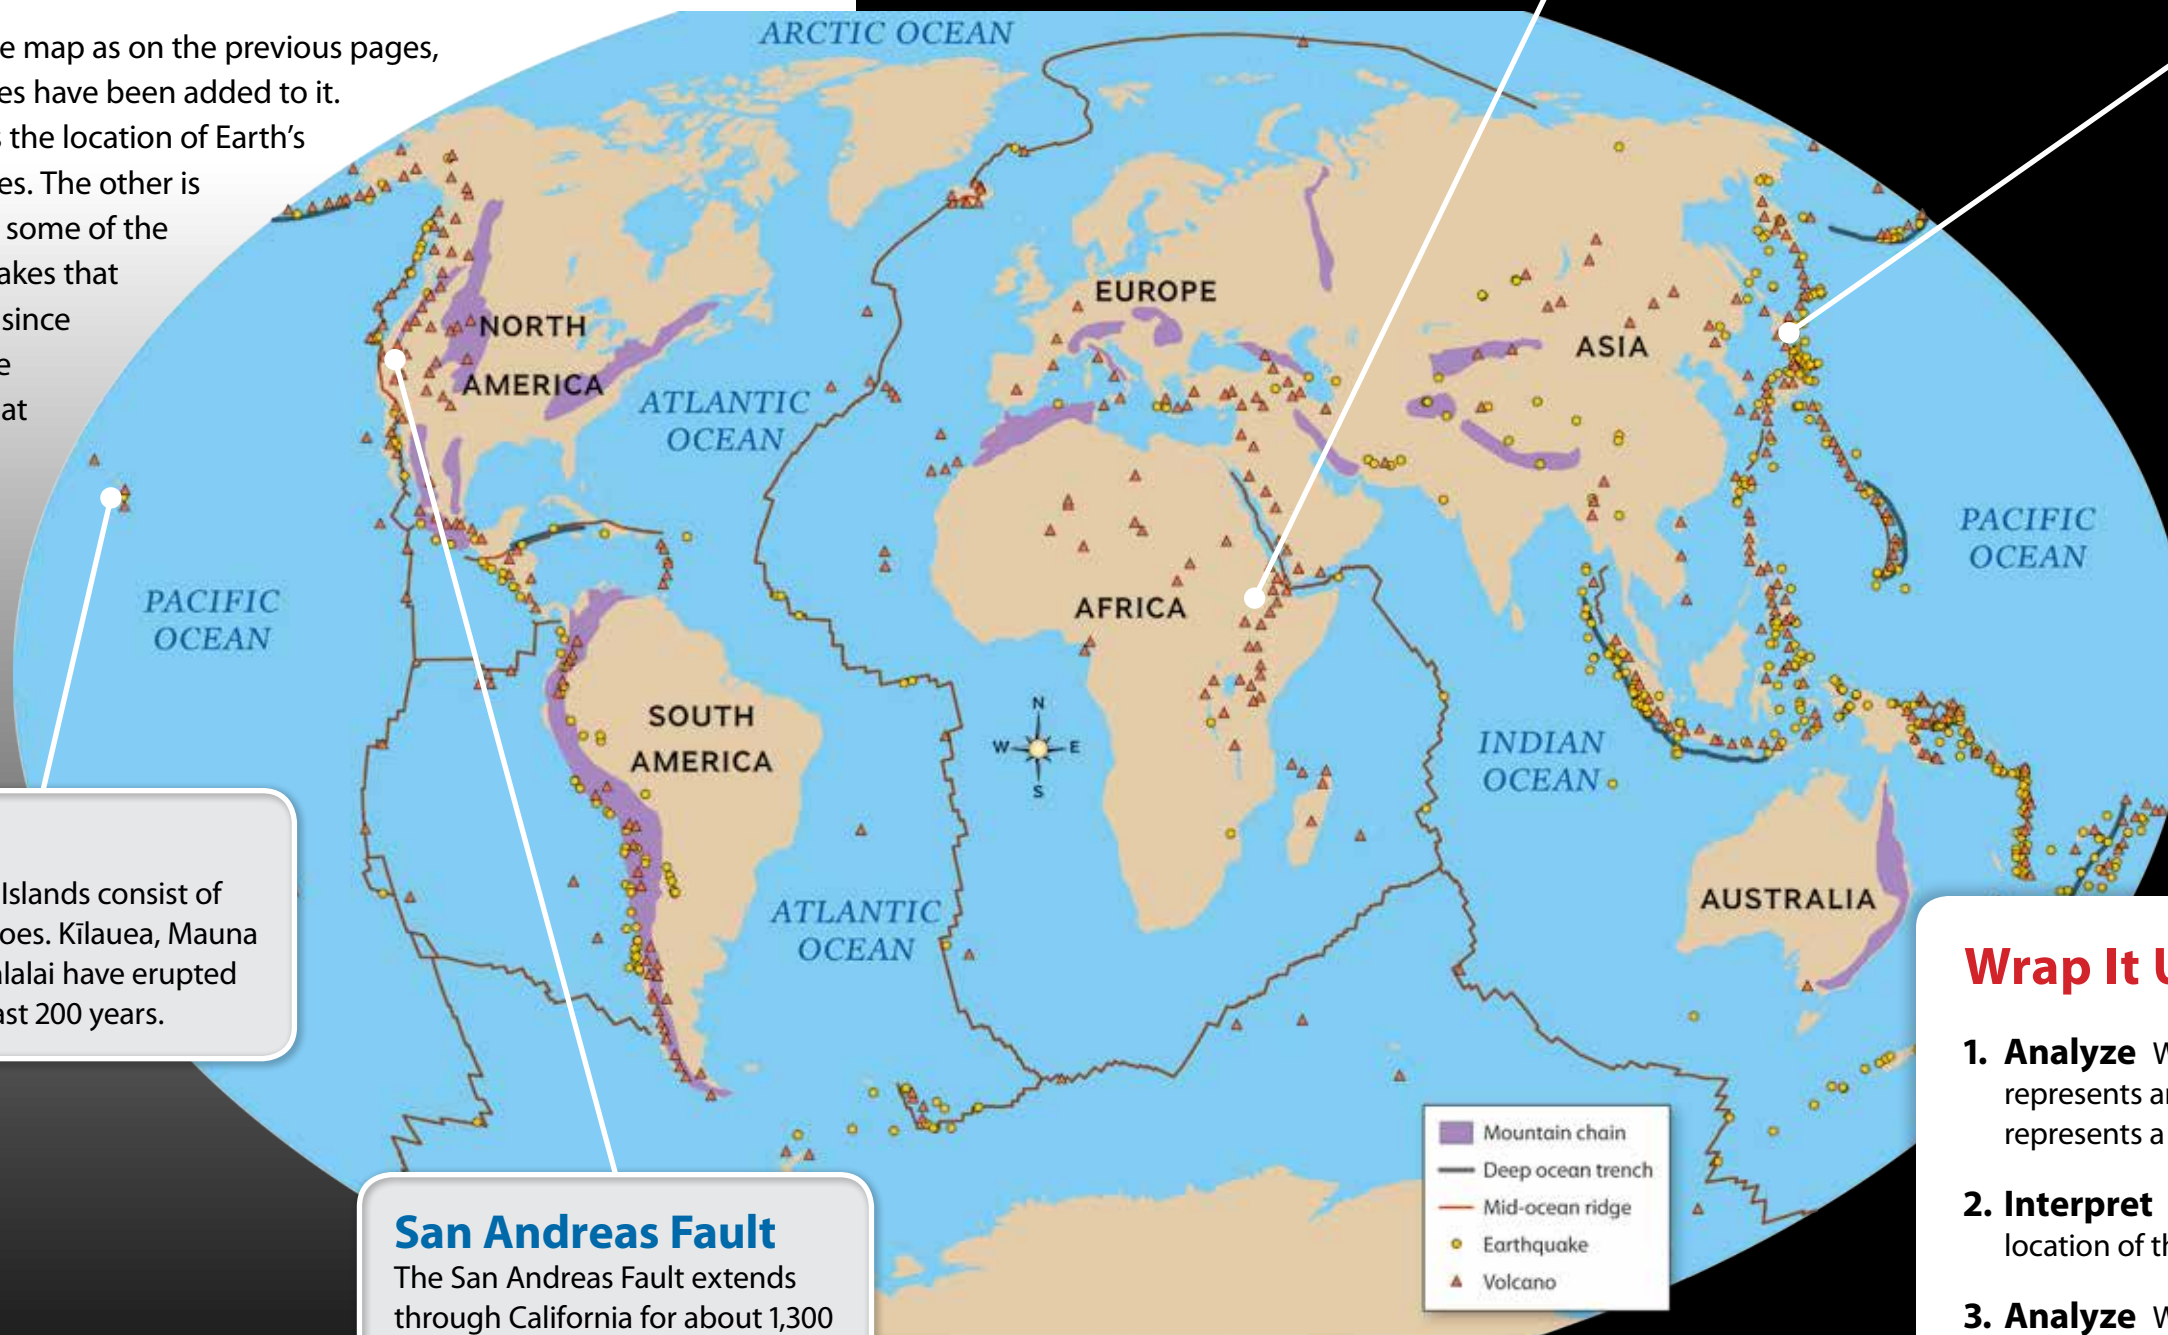 e map as on the previous pages,
es have been added to it.
s the location of Earth's
es. The other is
some of the
akes that
since
e
at
ARCTIC OCEAN
NORTH
AMERICA
EUROPE
ASIA
ATLANTIC
OCEAN
PACIFIC
OCEAN
PACIFIC
OCEAN
AFRICA
SOUTH
AMERICA
N
W E
S
INDIAN
OCEAN
ATLANTIC
OCEAN
AUSTRALIA
Islands consist of
oes. Kīlauea, Mauna
lalai have erupted
ast 200 years.
San Andreas Fault
The San Andreas Fault extends
through California for about 1,300
Mountain chain
Deep ocean trench
Mid-ocean ridge
Earthquake
Volcano
Wrap It U
1. Analyze W
represents a
represents a
2. Interpret
location of th
3. Analyze W